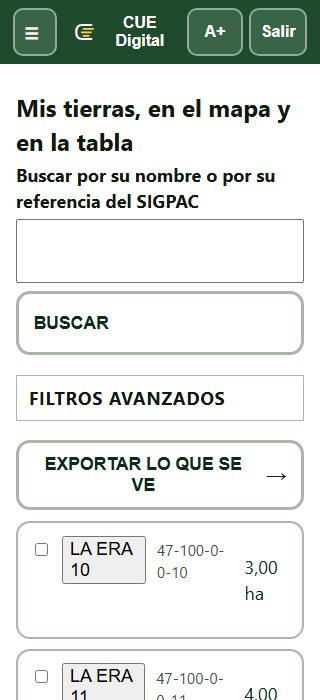 ☰
CUE
Digital
A+
Salir
Mis tierras, en el mapa y
en la tabla
Buscar por su nombre o por su
referencia del SIGPAC
BUSCAR
FILTROS AVANZADOS
EXPORTAR LO QUE SE
VE
→
LA ERA
10
47-100-0-
0-10
3,00
ha
LA ERA
11
47-100-0-
0-11
4,00